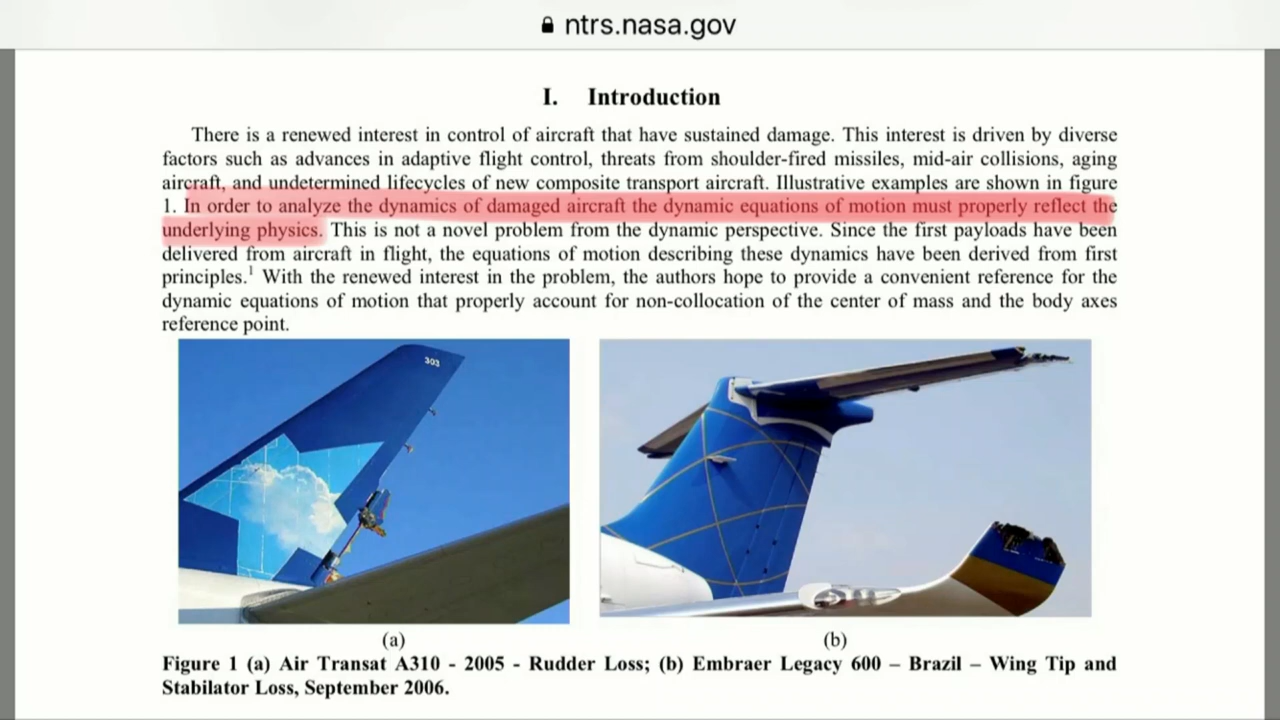 ntrs.nasa.gov
I. Introduction
There is a renewed interest in control of aircraft that have sustained damage. This interest is driven by diverse
factors such as advances in adaptive flight control, threats from shoulder-fired missiles, mid-air collisions, aging
aircraft, and undetermined lifecycles of new composite transport aircraft. Illustrative examples are shown in figure
1. In order to analyze the dynamics of damaged aircraft the dynamic equations of motion must properly reflect the
underlying physics. This is not a novel problem from the dynamic perspective. Since the first payloads have been
delivered from aircraft in flight, the equations of motion describing these dynamics have been derived from first
principles.¹ With the renewed interest in the problem, the authors hope to provide a convenient reference for the
dynamic equations of motion that properly account for non-collocation of the center of mass and the body axes
reference point.
303
(a)
(b)
Figure 1 (a) Air Transat A310 - 2005 - Rudder Loss; (b) Embraer Legacy 600 – Brazil – Wing Tip and
Stabilator Loss, September 2006.